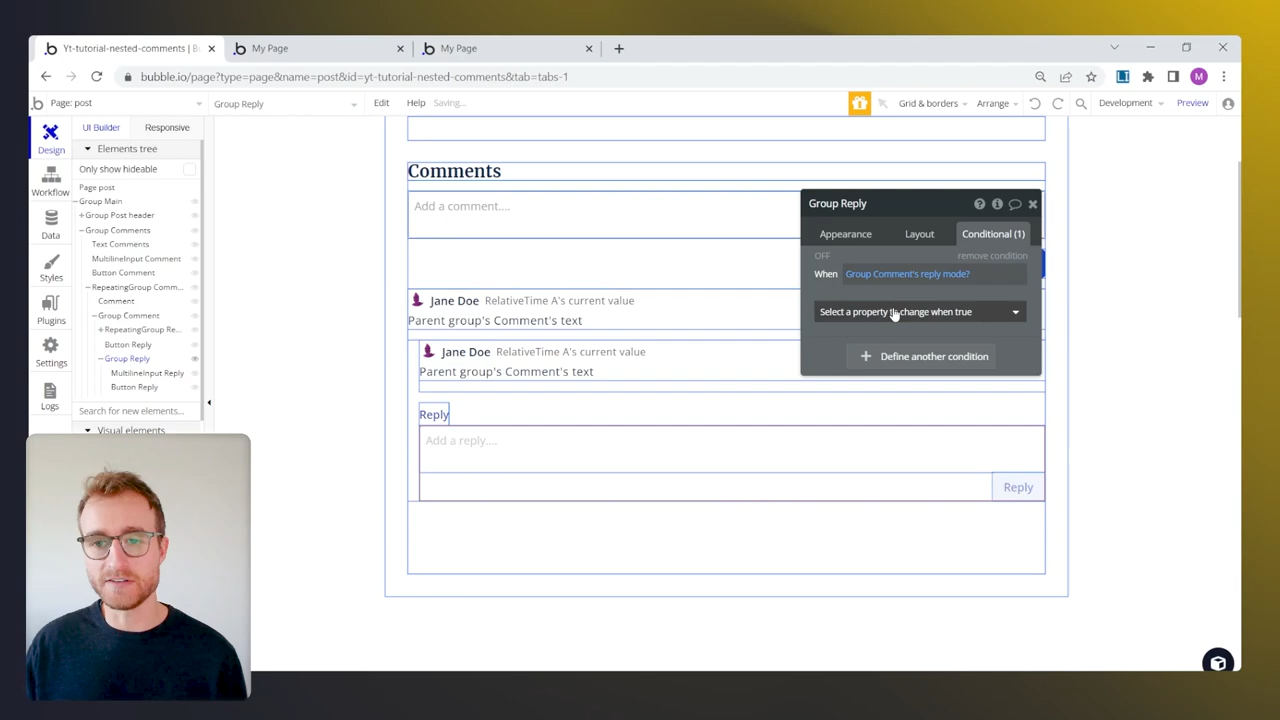 Yt-tutorial-nested-comments | Bu
My Page
My Page
bubble.io/page?type=page&name=post&id=yt-tutorial-nested-comments&tab=tabs-1
M
Page: post
Group Reply
Edit
Help
Saving...
Grid & borders
Arrange
Development
Preview
Design
Workflow
Data
Styles
Plugins
Settings
Logs
UI Builder
Responsive
Elements tree
Only show hideable
Page post
Group Main
Group Post header
Group Comments
Text Comments
MultilineInput Comment
Button Comment
RepeatingGroup Comm...
Comment
Group Comment
RepeatingGroup Re...
Button Reply
Group Reply
MultilineInput Reply
Button Reply
Search for new elements...
Visual elements
Comments
Add a comment....
Jane Doe RelativeTime A's current value
Parent group's Comment's text
Jane Doe RelativeTime A's current value
Parent group's Comment's text
Reply
Add a reply....
Reply
Group Reply
Appearance
Layout
Conditional (1)
OFF
remove condition
When
Group Comment's reply mode?
Select a property to change when true
Define another condition